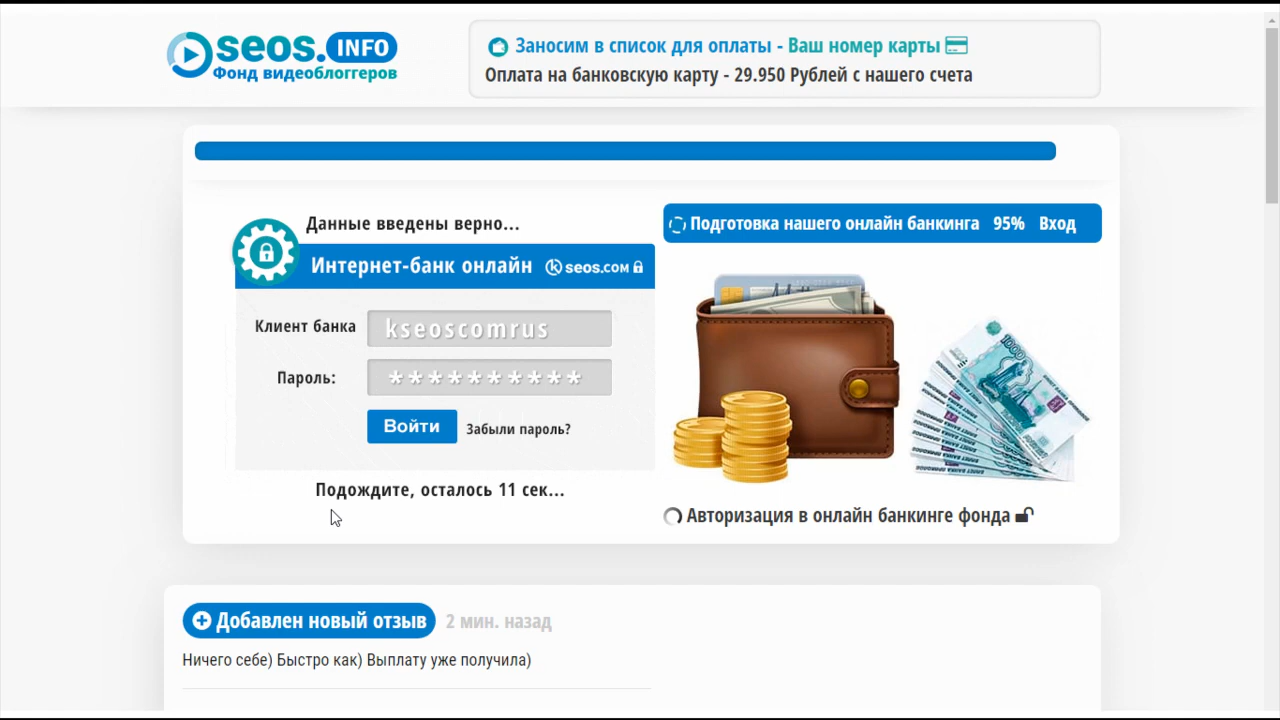 seos.INFO
Фонд видеоблоггеров
Заносим в список для оплаты - Ваш номер карты
Оплата на банковскую карту - 29.950 Рублей с нашего счета
Данные введены верно...
Интернет-банк онлайн
kseos.COM
Клиент банка
kseoscomrus
Пароль:
**********
Войти
Забыли пароль?
Подождите, осталось 11 сек...
Подготовка нашего онлайн банкинга 95% Вход
1000
Авторизация в онлайн банкинге фонда
Добавлен новый отзыв 2 мин. назад
Ничего себе) Быстро как) Выплату уже получила)